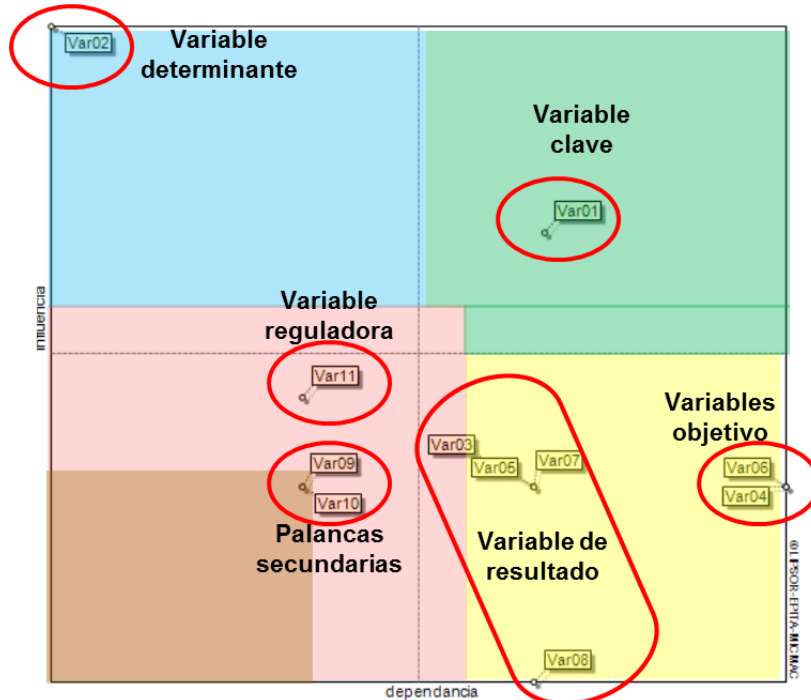 Var02
Variable
determinante
Variable
clave
Var01
influencia
Variable
reguladora
Var11
Var03
Var05
Var07
Variables
objetivo
Var06
Var04
Var09
Var10
Palancas
secundarias
Variable de
resultado
Var08
dependancia
© LIPSOR-EPITA-MICMAC